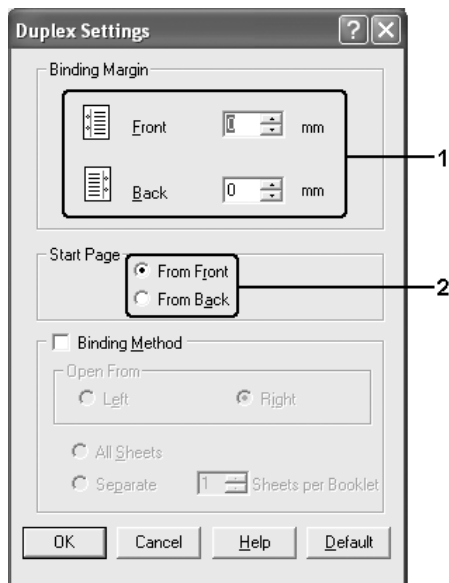 Duplex Settings
Binding Margin
Front 0 mm
1
Back 0 mm
Start Page
From Front
2
From Back
Binding Method
Open From
Left Right
All Sheets
Separate 1 Sheets per Booklet
OK Cancel Help Default